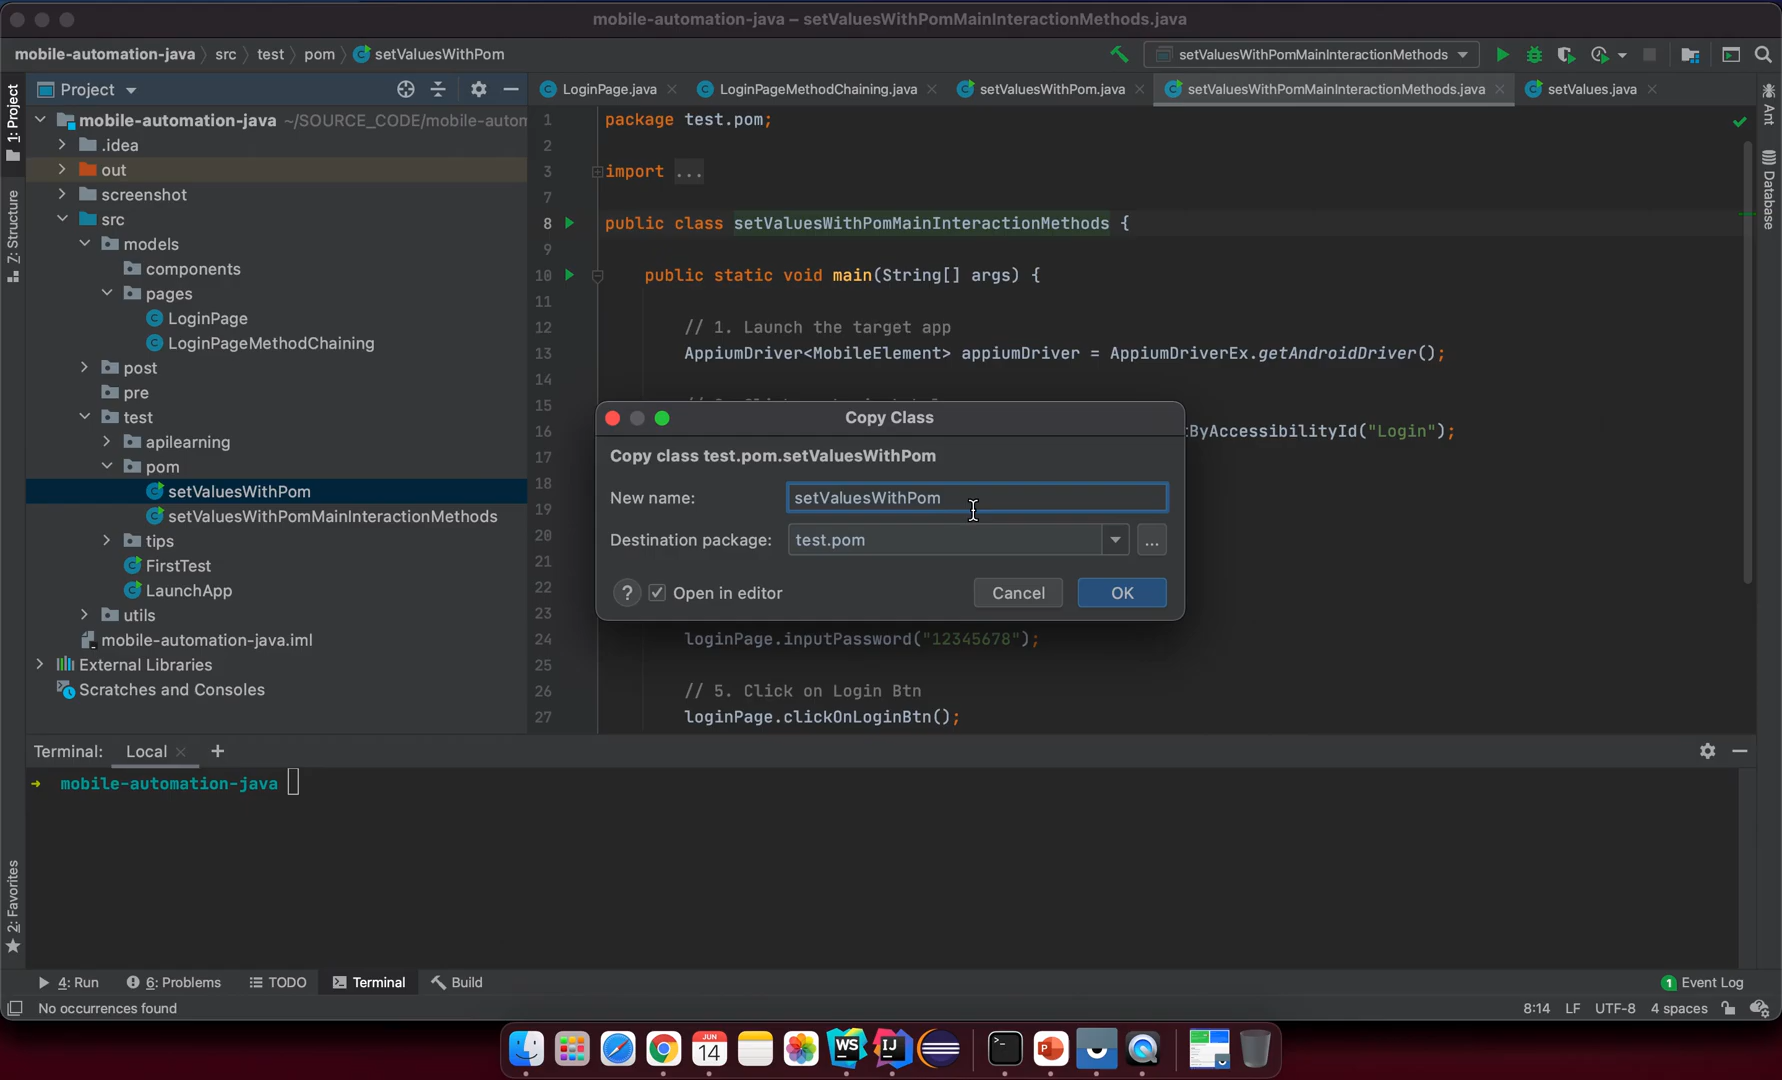 mobile-automation-java – setValuesWithPomMainInteractionMethods.java
mobile-automation-java 〉 src 〉 test 〉 pom 〉 setValuesWithPom
setValuesWithPomMainInteractionMethods
Project
LoginPage.java
LoginPageMethodChaining.java
setValuesWithPom.java
setValuesWithPomMainInteractionMethods.java
setValues.java
1: Project
Z: Structure
2: Favorites
Ant
Database
mobile-automation-java ~/SOURCE_CODE/mobile-autom
.idea
out
screenshot
src
models
components
pages
LoginPage
LoginPageMethodChaining
post
pre
test
apilearning
pom
setValuesWithPom
setValuesWithPomMainInteractionMethods
tips
FirstTest
LaunchApp
utils
mobile-automation-java.iml
External Libraries
Scratches and Consoles
1 package test.pom;
2
3 import ...
7
8 public class setValuesWithPomMainInteractionMethods {
9
10 public static void main(String[] args) {
11
12 // 1. Launch the target app
13 AppiumDriver<MobileElement> appiumDriver = AppiumDriverEx.getAndroidDriver();
14
15
16 ByAccessibilityId("Login");
17
18
19
20
21
22
23
24 loginPage.inputPassword("12345678");
25
26 // 5. Click on Login Btn
27 loginPage.clickOnLoginBtn();
Copy Class
Copy class test.pom.setValuesWithPom
New name: setValuesWithPom
Destination package: test.pom ...
? Open in editor Cancel OK
Terminal: Local +
→ mobile-automation-java
4: Run 6: Problems TODO Terminal Build 1 Event Log
No occurrences found 8:14 LF UTF-8 4 spaces
JUN
14
WS
IJ
P